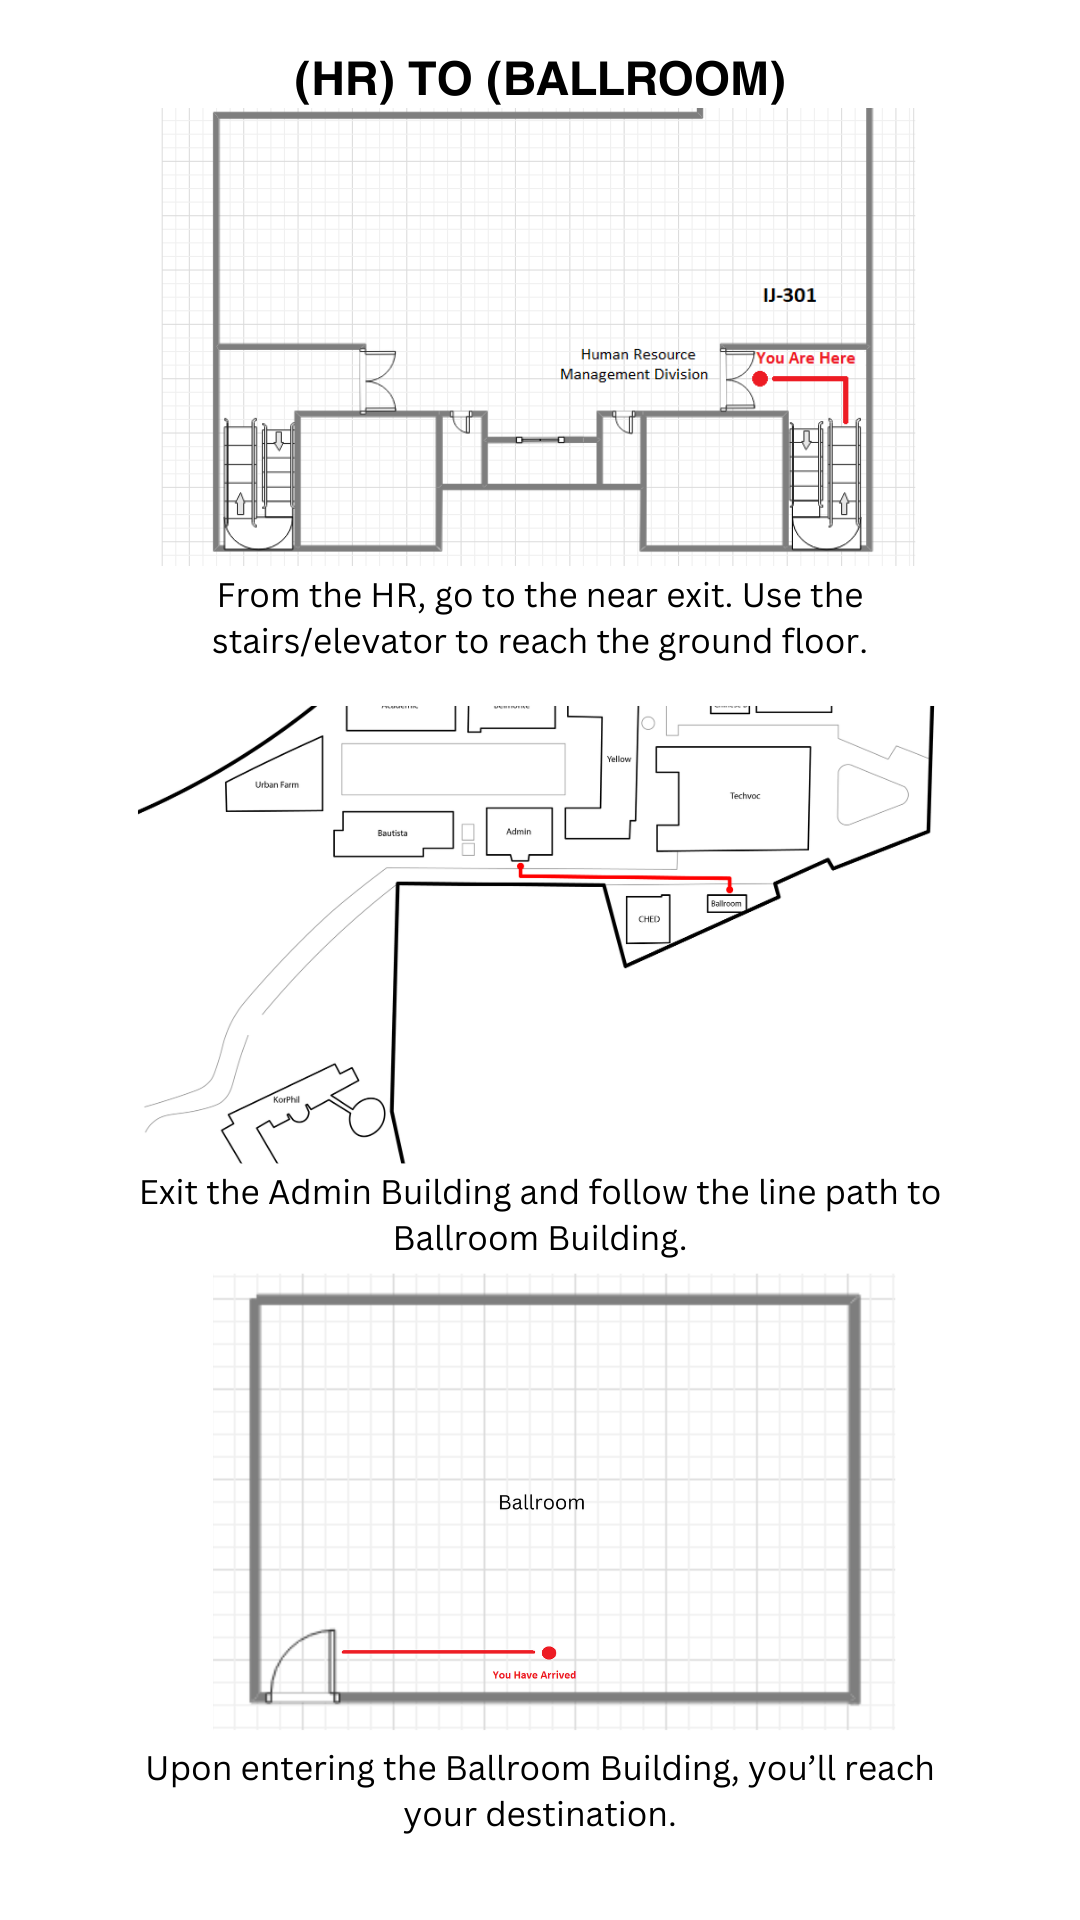 (HR) TO (BALLROOM)
IJ-301
Human Resource
Management Division
You Are Here
From the HR, go to the near exit. Use the
stairs/elevator to reach the ground floor.
Urban Farm
Yellow
Techvoc
Bautista
Admin
CHED
Ballroom
KorPhil
Exit the Admin Building and follow the line path to
Ballroom Building.
Ballroom
You Have Arrived
Upon entering the Ballroom Building, you’ll reach
your destination.